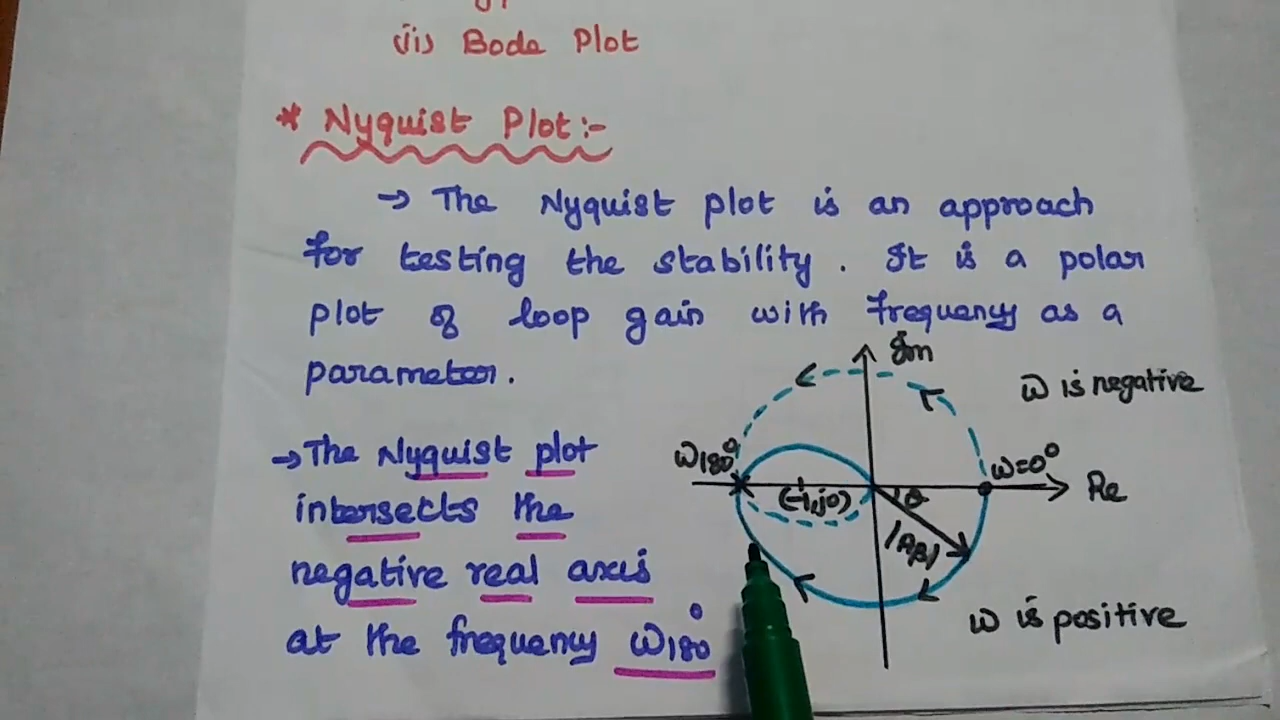 (ii) Bode Plot
* Nyquist Plot:-
→ The Nyquist plot is an approach
for testing the stability. It is a polar
plot of loop gain with frequency as a
parameter.
Im
ω is negative
→ The Nyquist plot
intersects the
negative real axis
at the frequency ω180°
ω180°
ω=0°
(-1,j0)
θ
Re
|Aβ|
ω is positive